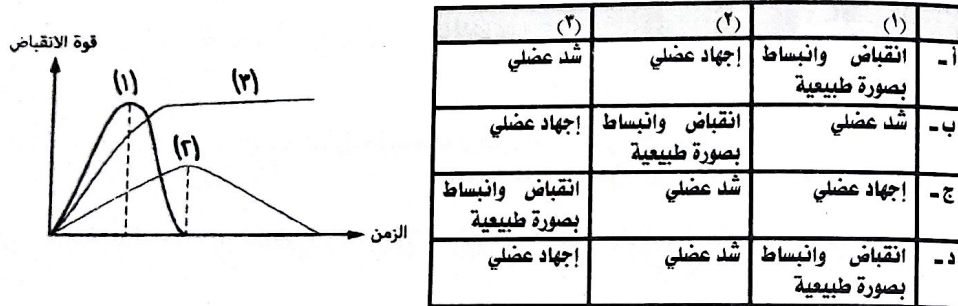 قوة الانقباض
(١)
(٣)
(٢)
الزمن
(١) (٢) (٣)
أ - انقباض وانبساط بصورة طبيعية إجهاد عضلي شد عضلي
ب - شد عضلي انقباض وانبساط بصورة طبيعية إجهاد عضلي
ج - إجهاد عضلي شد عضلي انقباض وانبساط بصورة طبيعية
د - انقباض وانبساط بصورة طبيعية شد عضلي إجهاد عضلي